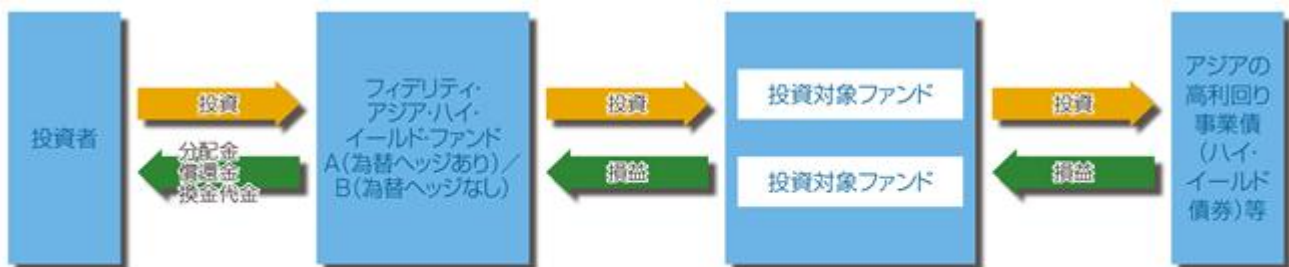 投資者
投資
分配金
償還金
換金代金
フィデリティ・
アジア・ハイ・
イールド・ファンド
A(為替ヘッジあり)／
B(為替ヘッジなし)
投資
損益
投資対象ファンド
投資対象ファンド
投資
損益
アジアの
高利回り
事業債
(ハイ・
イールド
債券)等